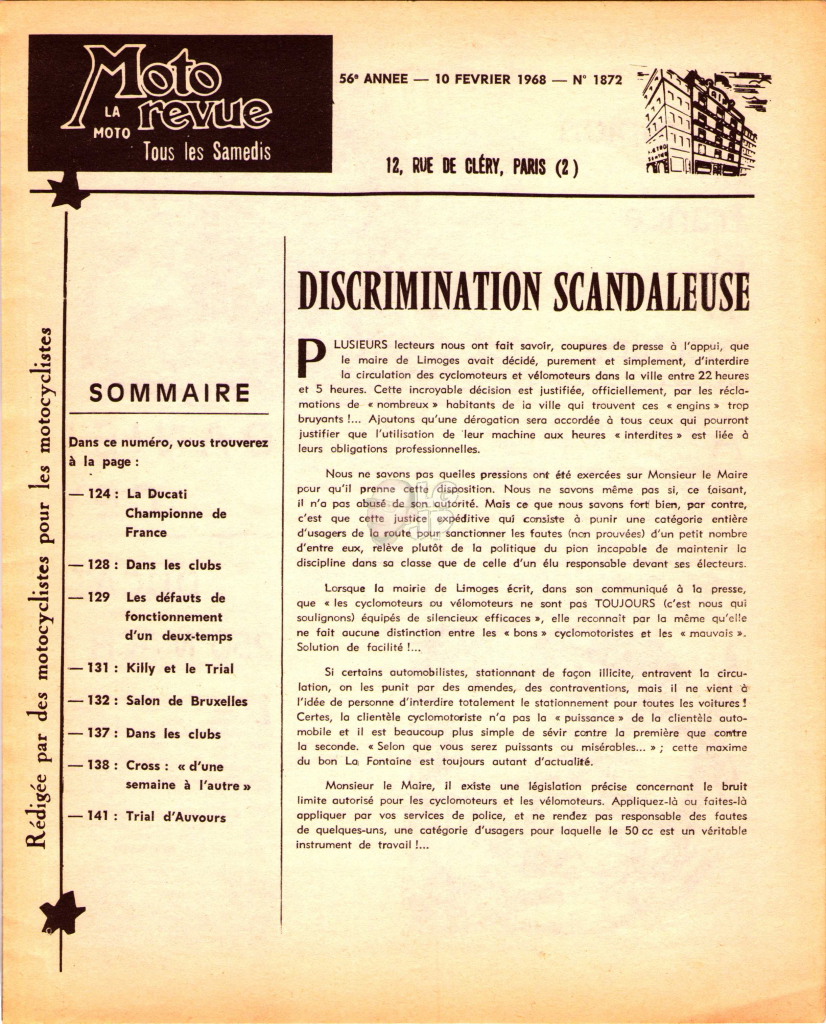 Moto
revue
LA
MOTO
Tous les Samedis
56e ANNEE — 10 FEVRIER 1968 — N° 1872
12, RUE DE CLÉRY, PARIS (2)
Rédigée par des motocyclistes pour les motocyclistes
SOMMAIRE
Dans ce numéro, vous trouverez
à la page :
— 124 : La Ducati
Championne de
France
— 128 : Dans les clubs
— 129 Les défauts de
fonctionnement
d'un deux-temps
— 131 : Killy et le Trial
— 132 : Salon de Bruxelles
— 137 : Dans les clubs
— 138 : Cross : « d'une
semaine à l'autre »
— 141 : Trial d'Auvours
DISCRIMINATION SCANDALEUSE
PLUSIEURS lecteurs nous ont fait savoir, coupures de presse à l'appui, que
le maire de Limoges avait décidé, purement et simplement, d'interdire
la circulation des cyclomoteurs et vélomoteurs dans la ville entre 22 heures
et 5 heures. Cette incroyable décision est justifiée, officiellement, par les récla-
mations de « nombreux » habitants de la ville qui trouvent ces « engins » trop
bruyants !... Ajoutons qu'une dérogation sera accordée à tous ceux qui pourront
justifier que l'utilisation de leur machine aux heures « interdites » est liée à
leurs obligations professionnelles.
Nous ne savons pas quelles pressions ont été exercées sur Monsieur le Maire
pour qu'il prenne cette disposition. Nous ne savons même pas si, ce faisant,
il n'a pas abusé de son autorité. Mais ce que nous savons fort bien, par contre,
c'est que cette justice expéditive qui consiste à punir une catégorie entière
d'usagers de la route pour sanctionner les fautes (non prouvées) d'un petit nombre
d'entre eux, relève plutôt de la politique du pion incapable de maintenir la
discipline dans sa classe que de celle d'un élu responsable devant ses électeurs.
Lorsque la mairie de Limoges écrit, dans son communiqué à la presse,
que « les cyclomoteurs ou vélomoteurs ne sont pas TOUJOURS (c'est nous qui
soulignons) équipés de silencieux efficaces », elle reconnaît par la même qu'elle
ne fait aucune distinction entre les « bons » cyclomotoristes et les « mauvais ».
Solution de facilité !...
Si certains automobilistes, stationnant de façon illicite, entravent la circu-
lation, on les punit par des amendes, des contraventions, mais il ne vient à
l'idée de personne d'interdire totalement le stationnement pour toutes les voitures !
Certes, la clientèle cyclomotoriste n'a pas la « puissance » de la clientèle auto-
mobile et il est beaucoup plus simple de sévir contre la première que contre
la seconde. « Selon que vous serez puissants ou misérables... » ; cette maxime
du bon La Fontaine est toujours autant d'actualité.
Monsieur le Maire, il existe une législation précise concernant le bruit
limite autorisé pour les cyclomoteurs et les vélomoteurs. Appliquez-là ou faites-là
appliquer par vos services de police, et ne rendez pas responsable des fautes
de quelques-uns, une catégorie d'usagers pour laquelle le 50 cc est un véritable
instrument de travail !...